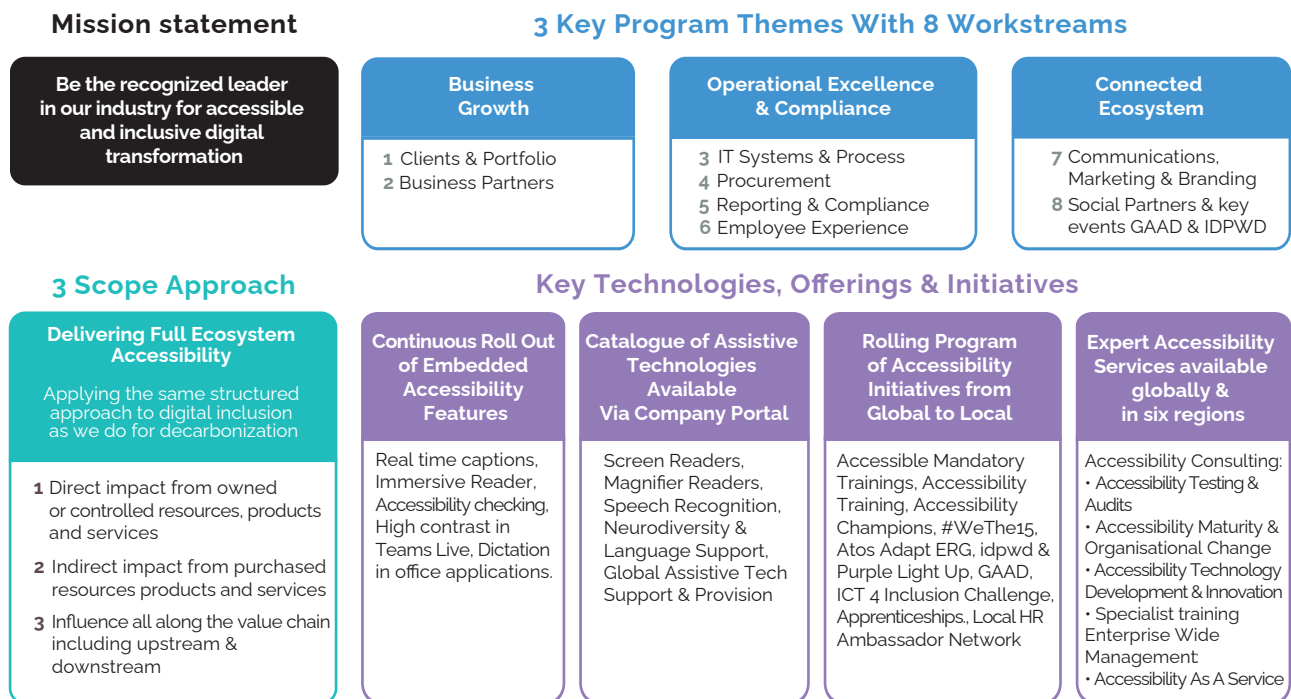 Mission statement
Be the recognized leader
in our industry for accessible
and inclusive digital
transformation
3 Key Program Themes With 8 Workstreams
Business
Growth
1 Clients & Portfolio
2 Business Partners
Operational Excellence
& Compliance
3 IT Systems & Process
4 Procurement
5 Reporting & Compliance
6 Employee Experience
Connected
Ecosystem
7 Communications,
Marketing & Branding
8 Social Partners & key
events GAAD & IDPWD
3 Scope Approach
Delivering Full Ecosystem
Accessibility
Applying the same structured
approach to digital inclusion
as we do for decarbonization
1 Direct impact from owned
or controlled resources, products
and services
2 Indirect impact from purchased
resources products and services
3 Influence all along the value chain
including upstream &
downstream
Key Technologies, Offerings & Initiatives
Continuous Roll Out
of Embedded
Accessibility
Features
Real time captions,
Immersive Reader,
Accessibility checking,
High contrast in
Teams Live, Dictation
in office applications.
Catalogue of Assistive
Technologies
Available
Via Company Portal
Screen Readers,
Magnifier Readers,
Speech Recognition,
Neurodiversity &
Language Support,
Global Assistive Tech
Support & Provision
Rolling Program
of Accessibility
Initiatives from
Global to Local
Accessible Mandatory
Trainings, Accessibility
Training, Accessibility
Champions, #WeThe15,
Atos Adapt ERG, idpwd &
Purple Light Up, GAAD,
ICT 4 Inclusion Challenge,
Apprenticeships., Local HR
Ambassador Network
Expert Accessibility
Services available
globally &
in six regions
Accessibility Consulting:
• Accessibility Testing &
Audits
• Accessibility Maturity &
Organisational Change
• Accessibility Technology
Development & Innovation
• Specialist training
Enterprise Wide
Management:
• Accessibility As A Service